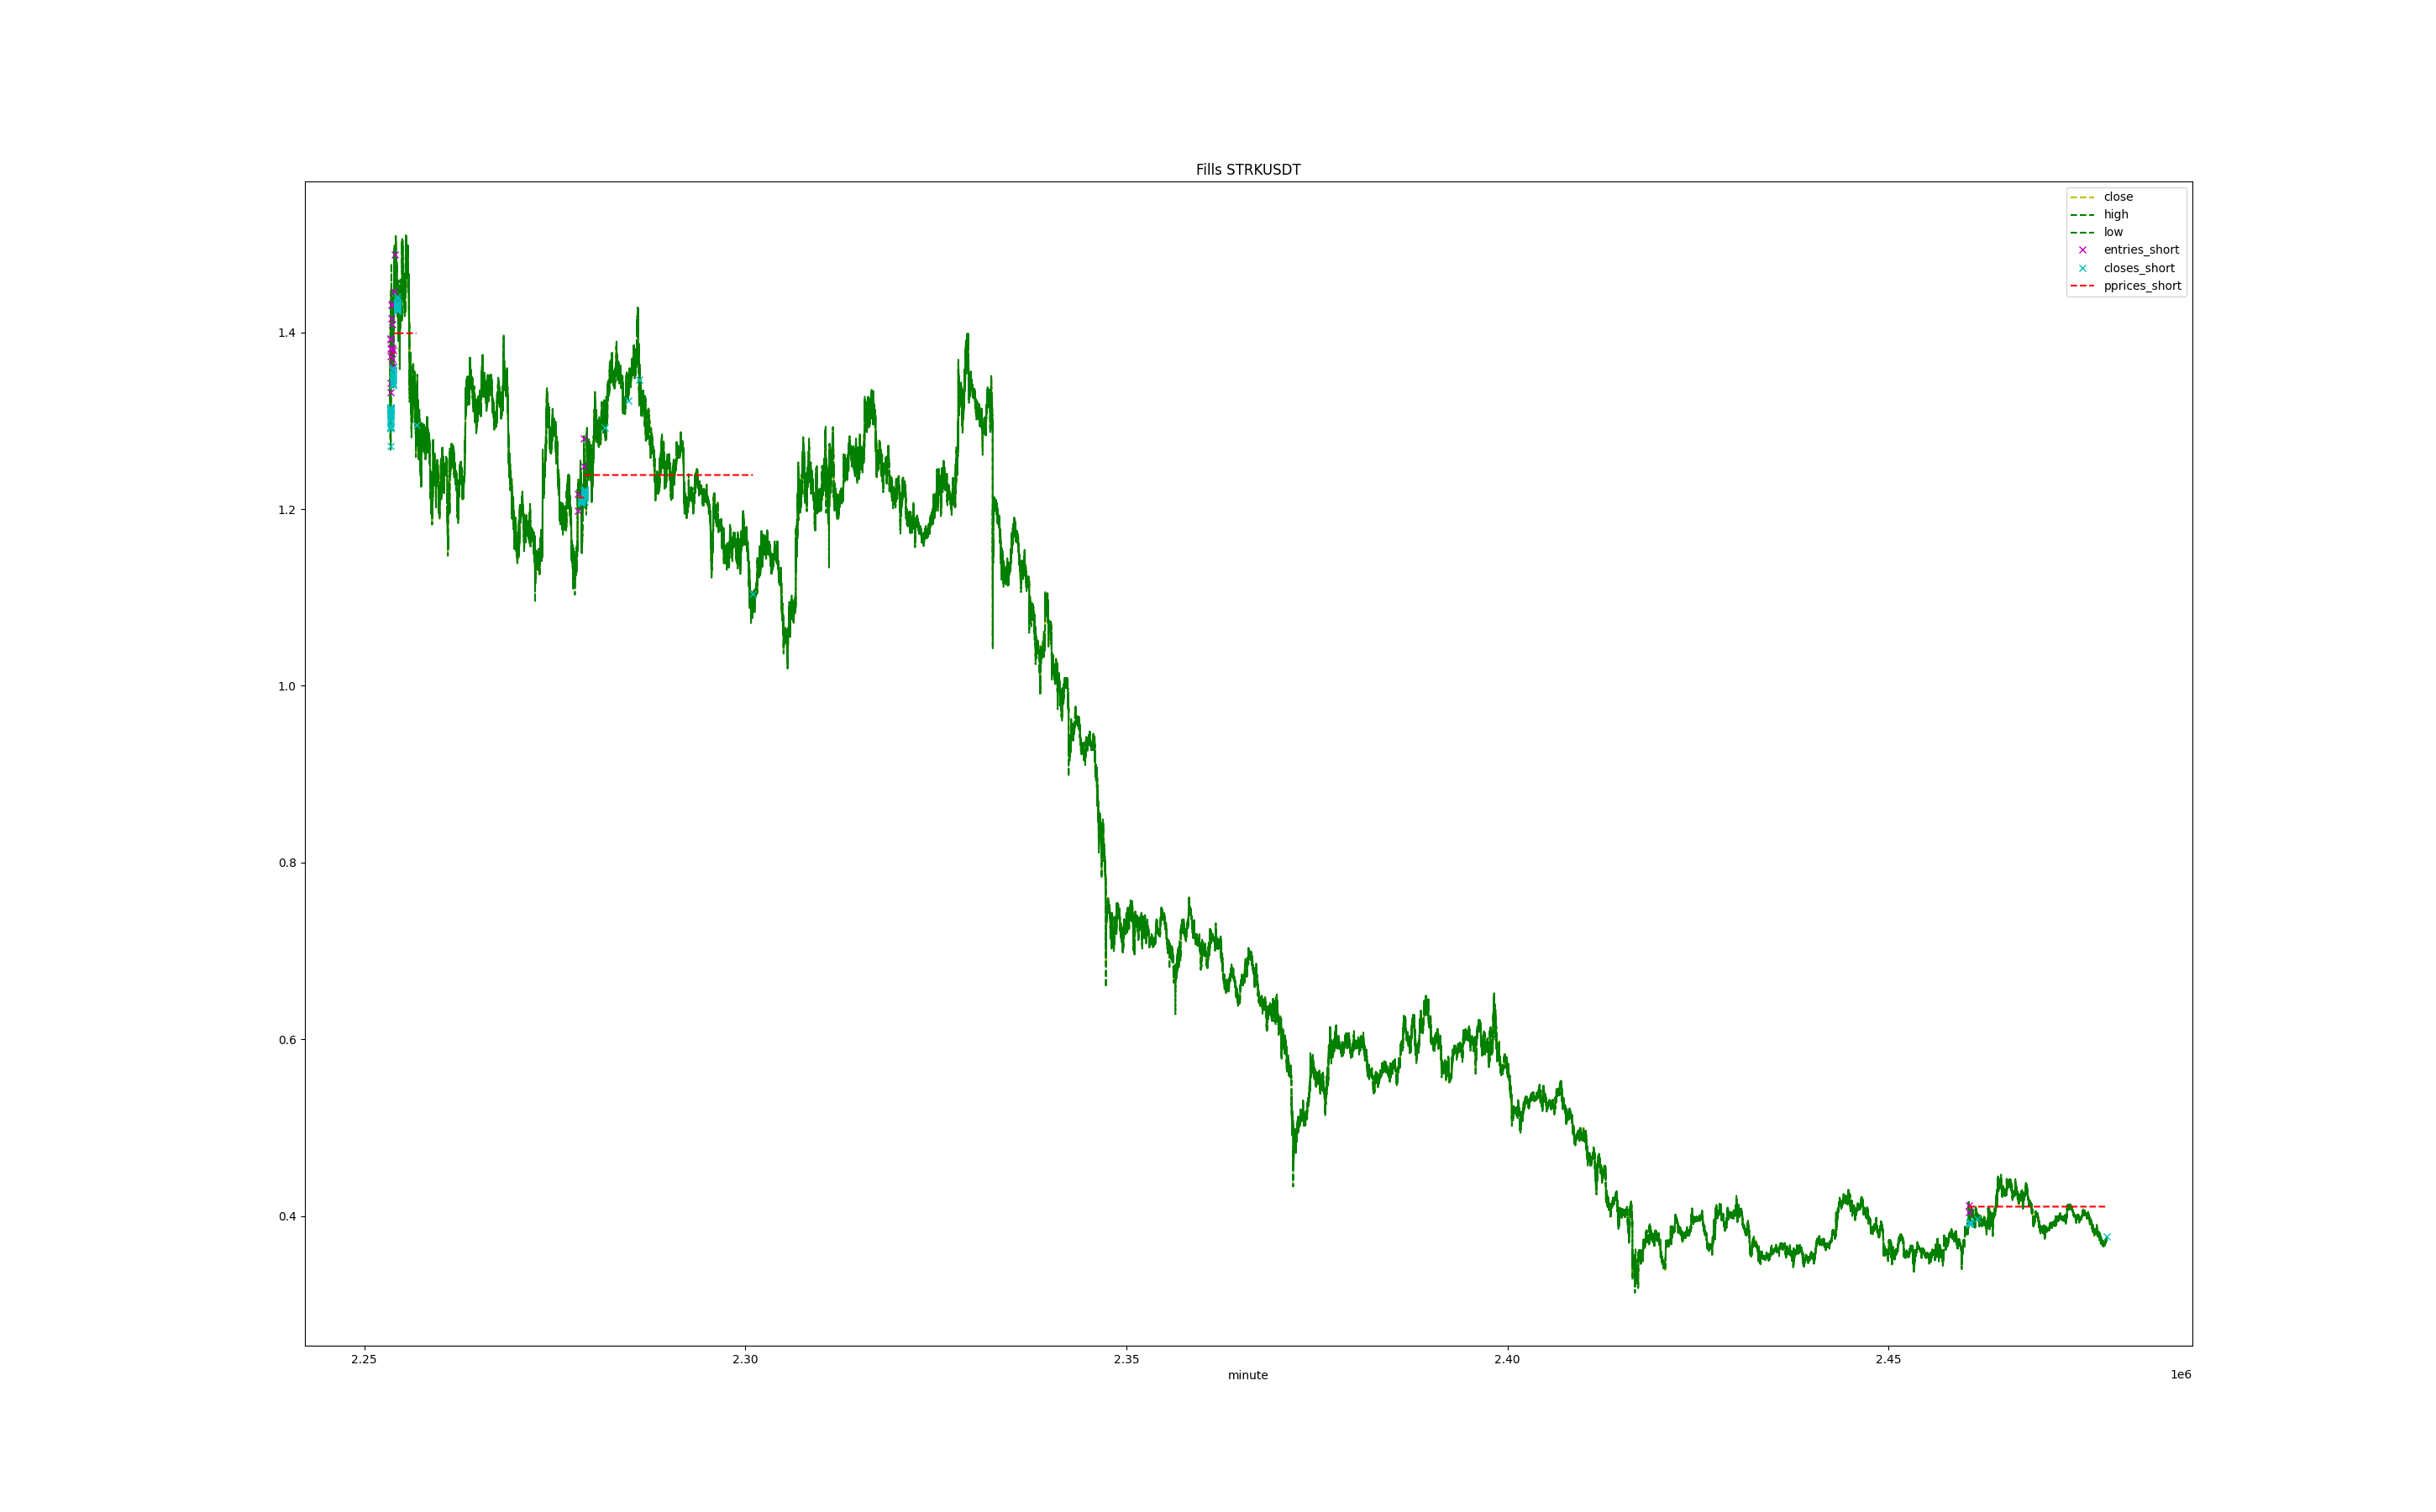 Fills STRKUSDT
close
high
low
entries_short
closes_short
pprices_short
1.4
1.2
1.0
0.8
0.6
0.4
2.25 2.30 2.35 2.40 2.45
minute 1e6